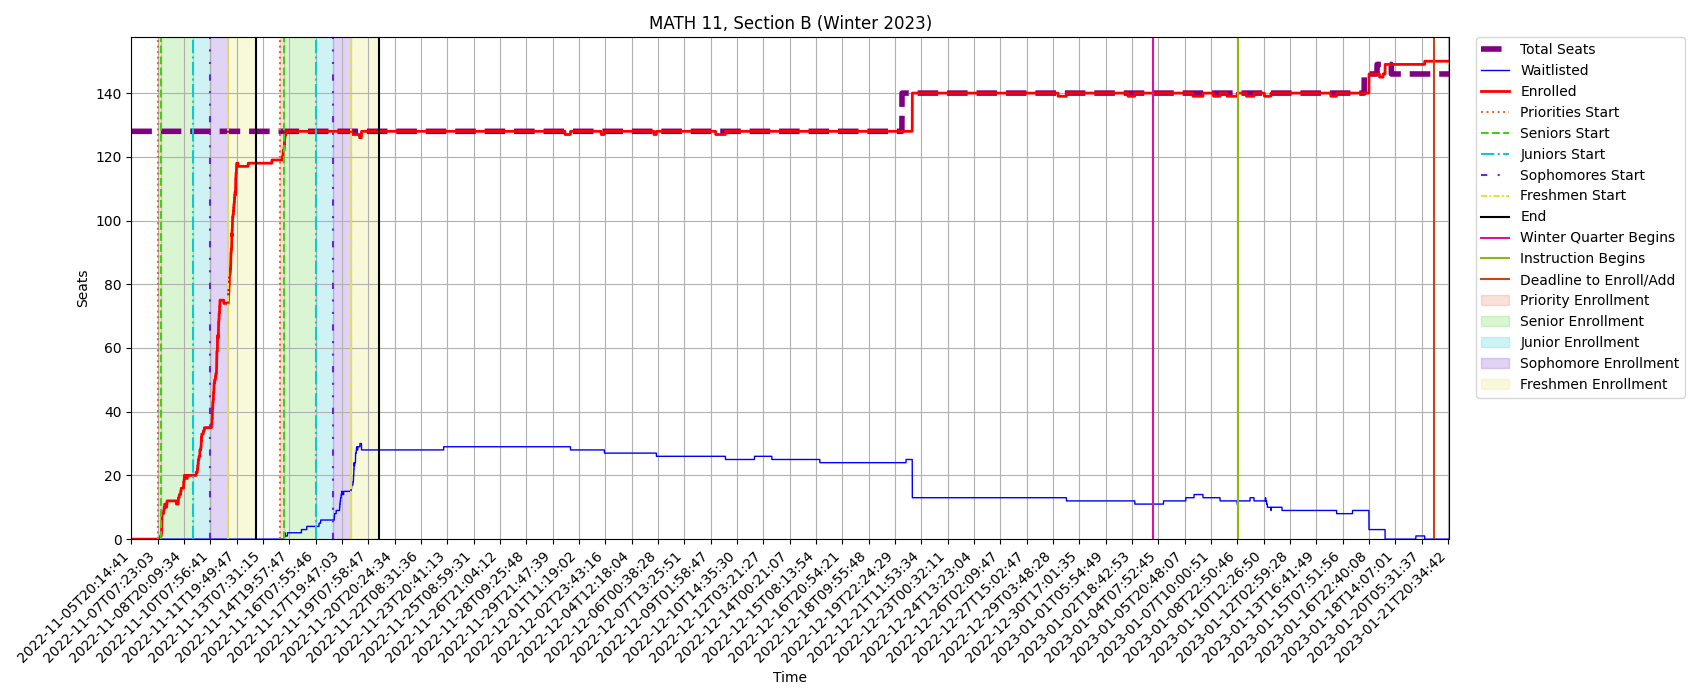 MATH 11, Section B (Winter 2023)
Seats
140
120
100
80
60
40
20
0
2022-11-05T20:14:41
2022-11-07T07:23:03
2022-11-08T20:09:34
2022-11-10T07:56:41
2022-11-11T19:49:47
2022-11-13T07:31:15
2022-11-14T19:57:47
2022-11-16T07:55:46
2022-11-17T19:47:03
2022-11-19T07:58:47
2022-11-20T20:24:34
2022-11-22T08:31:36
2022-11-23T20:41:13
2022-11-25T08:59:31
2022-11-26T21:04:12
2022-11-28T09:25:48
2022-11-29T21:47:39
2022-12-01T11:19:02
2022-12-02T23:43:16
2022-12-04T12:18:04
2022-12-06T00:38:28
2022-12-07T13:25:51
2022-12-09T01:58:47
2022-12-10T14:35:30
2022-12-12T03:21:27
2022-12-14T00:21:07
2022-12-15T08:13:54
2022-12-16T20:54:21
2022-12-18T09:55:48
2022-12-19T22:24:29
2022-12-21T11:53:34
2022-12-23T00:32:11
2022-12-24T13:23:04
2022-12-26T02:09:47
2022-12-27T15:02:47
2022-12-29T03:48:28
2022-12-30T17:01:35
2023-01-01T05:54:49
2023-01-02T18:42:53
2023-01-04T07:52:45
2023-01-05T20:48:07
2023-01-07T10:00:51
2023-01-08T22:50:46
2023-01-10T12:26:50
2023-01-12T02:59:28
2023-01-13T16:41:49
2023-01-15T07:51:56
2023-01-16T22:40:08
2023-01-18T14:07:01
2023-01-20T05:31:37
2023-01-21T20:34:42
Time
Total Seats
Waitlisted
Enrolled
Priorities Start
Seniors Start
Juniors Start
Sophomores Start
Freshmen Start
End
Winter Quarter Begins
Instruction Begins
Deadline to Enroll/Add
Priority Enrollment
Senior Enrollment
Junior Enrollment
Sophomore Enrollment
Freshmen Enrollment